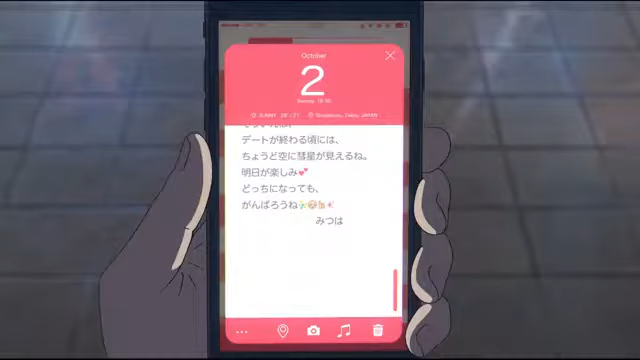 October
2
デートが終わる頃には、
ちょうど空に彗星が見えるね。
明日が楽しみ💕
どっちになっても、
がんばろうね
みつは